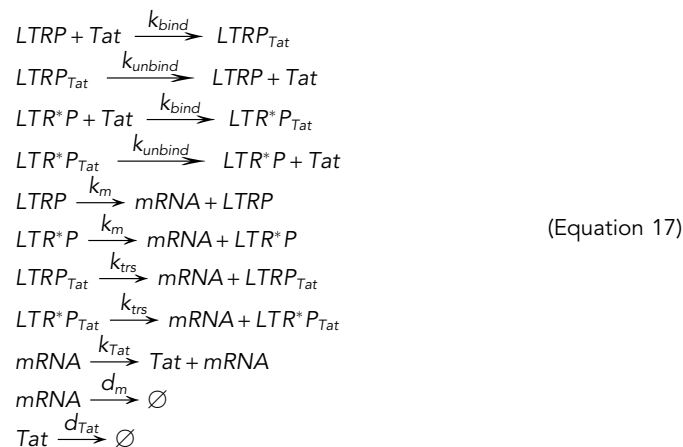 LTRP + Tat k_bind → LTRP_Tat
LTRP_Tat k_unbind → LTRP + Tat
LTR*P + Tat k_bind → LTR*P_Tat
LTR*P_Tat k_unbind → LTR*P + Tat
LTRP k_m → mRNA + LTRP
LTR*P k_m → mRNA + LTR*P
(Equation 17)
LTRP_Tat k_trs → mRNA + LTRP_Tat
LTR*P_Tat k_trs → mRNA + LTR*P_Tat
mRNA k_Tat → Tat + mRNA
mRNA d_m → ∅
Tat d_Tat → ∅